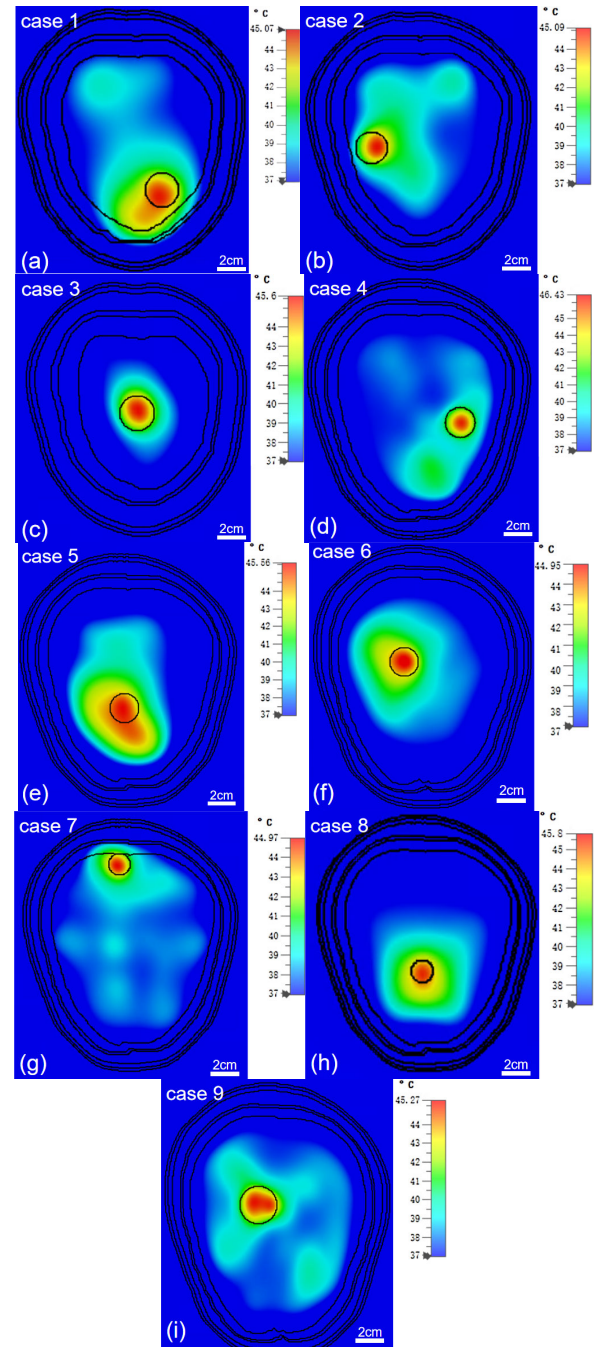 case 1
° C
45.07
44
43
42
41
40
39
38
37
(a)
2cm
case 2
° C
45.09
44
43
42
41
40
39
38
37
(b)
2cm
case 3
° C
45.6
44
43
42
41
40
39
38
37
(c)
2cm
case 4
° C
46.43
45
44
43
42
41
40
39
38
37
(d)
2cm
case 5
° C
45.56
44
43
42
41
40
39
38
37
(e)
2cm
case 6
° C
44.95
43
42
41
40
39
38
37
(f)
2cm
case 7
° C
44.97
43
42
41
40
39
38
37
(g)
2cm
case 8
° C
45.8
44
43
42
41
40
39
38
37
(h)
2cm
case 9
° C
45.27
44
43
42
41
40
39
38
37
(i)
2cm